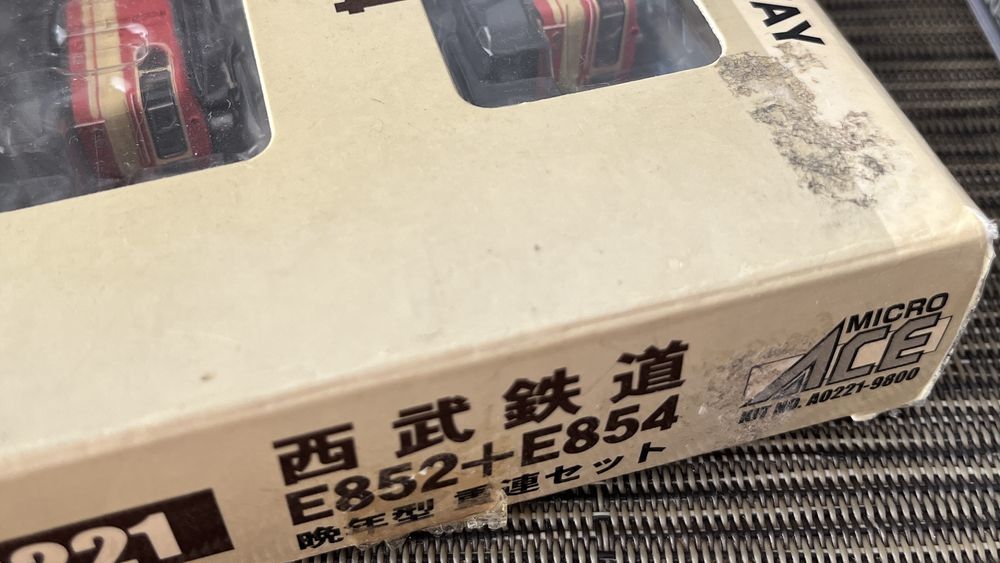 AY
MICRO
ACE
KIT NO. A0221-9800
西武鉄道
E852+E854
晩年型 重連セット
221